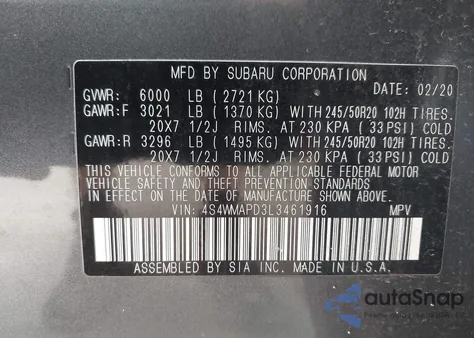 MFD BY SUBARU CORPORATION
DATE: 02/20
GVWR: 6000 LB (2721 KG)
GAWR:F 3021 LB (1370 KG) WITH 245/50R20 102H TIRES.
20X7 1/2J RIMS. AT 230 KPA (33 PSI) COLD
GAWR:R 3296 LB (1495 KG) WITH 245/50R20 102H TIRES.
20X7 1/2J RIMS. AT 230 KPA (33 PSI) COLD
THIS VEHICLE CONFORMS TO ALL APPLICABLE FEDERAL MOTOR
VEHICLE SAFETY AND THEFT PREVENTION STANDARDS IN
EFFECT ON THE DATE OF MANUFACTURE SHOWN ABOVE.
VIN: 4S4WMAPD3L3461916 MPV
ASSEMBLED BY SIA INC. MADE IN U.S.A.
autoSnap